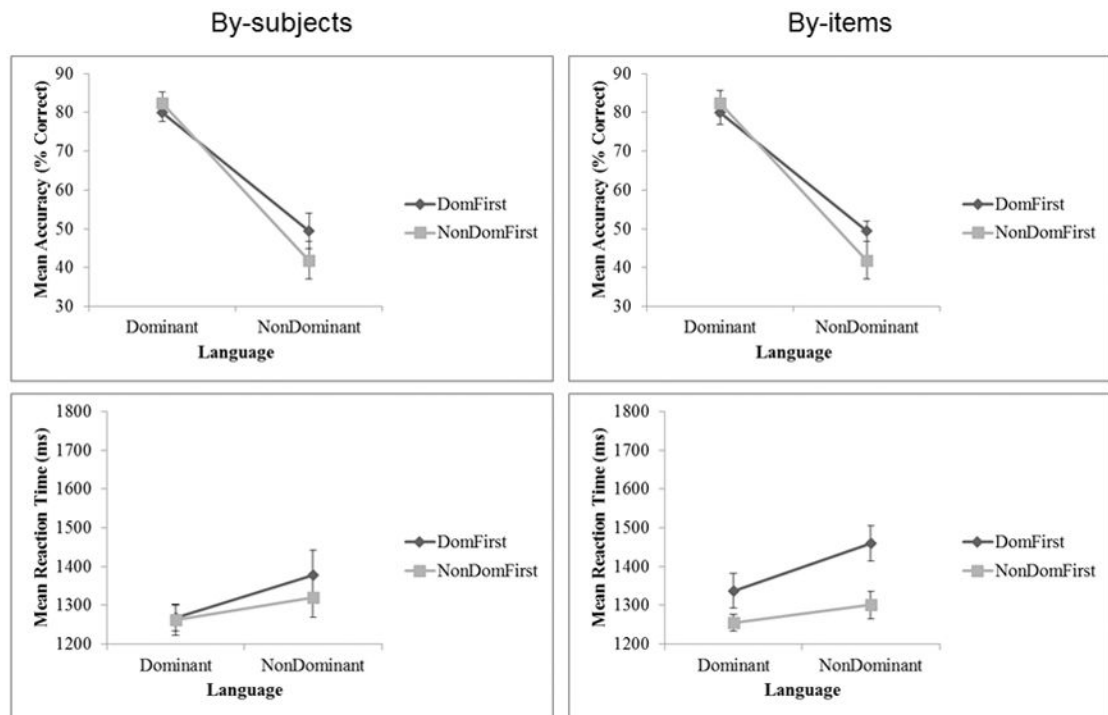 By-subjects
By-items
Mean Accuracy (% Correct)
90
80
70
60
50
40
30
Dominant NonDominant
Language
DomFirst
NonDomFirst
Mean Accuracy (% Correct)
90
80
70
60
50
40
30
Dominant NonDominant
Language
DomFirst
NonDomFirst
Mean Reaction Time (ms)
1800
1700
1600
1500
1400
1300
1200
Dominant NonDominant
Language
DomFirst
NonDomFirst
Mean Reaction Time (ms)
1800
1700
1600
1500
1400
1300
1200
Dominant NonDominant
Language
DomFirst
NonDomFirst